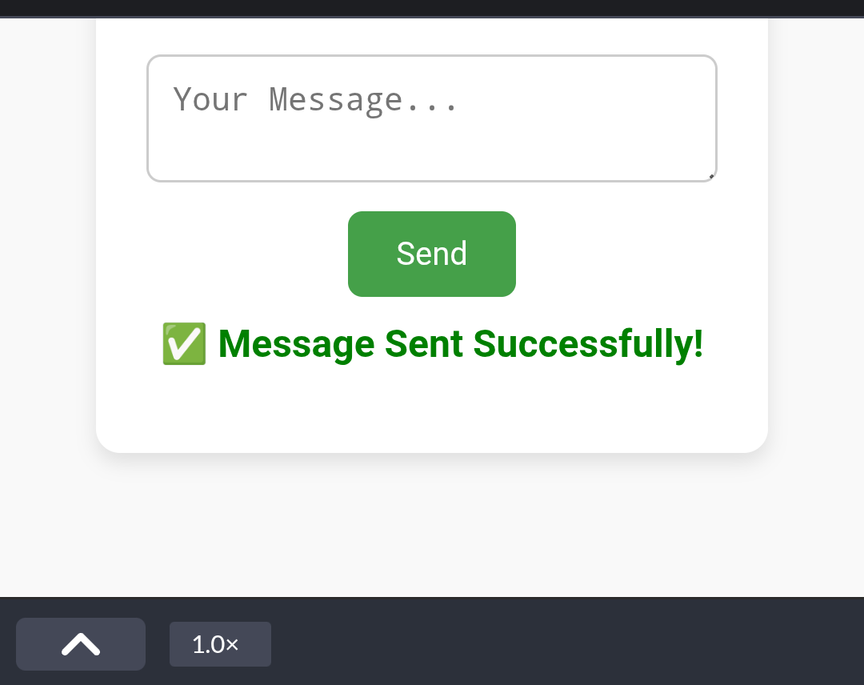 Your Message...
Send
✅ Message Sent Successfully!
1.0×